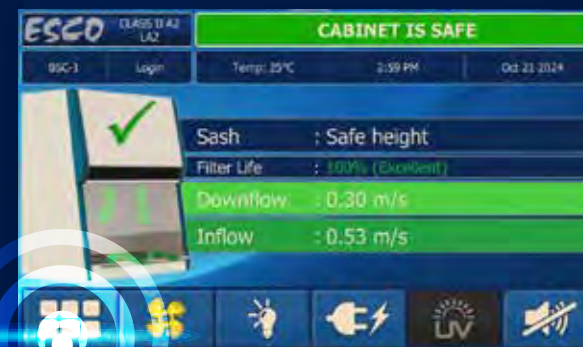 ESCO CLASS II A2 LA2 CABINET IS SAFE
BSC-1 Login Temp: 25°C 2:59 PM Oct 21 2024
Sash : Safe height
Filter Life : 100% (Excellent)
Downflow : 0.30 m/s
Inflow : 0.53 m/s
UV